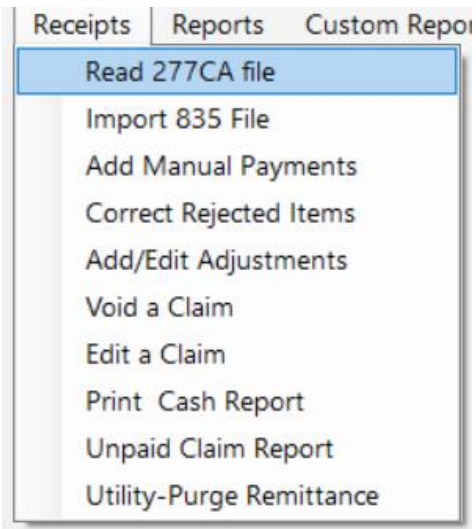 Receipts Reports Custom Repor
Read 277CA file
Import 835 File
Add Manual Payments
Correct Rejected Items
Add/Edit Adjustments
Void a Claim
Edit a Claim
Print  Cash Report
Unpaid Claim Report
Utility-Purge Remittance